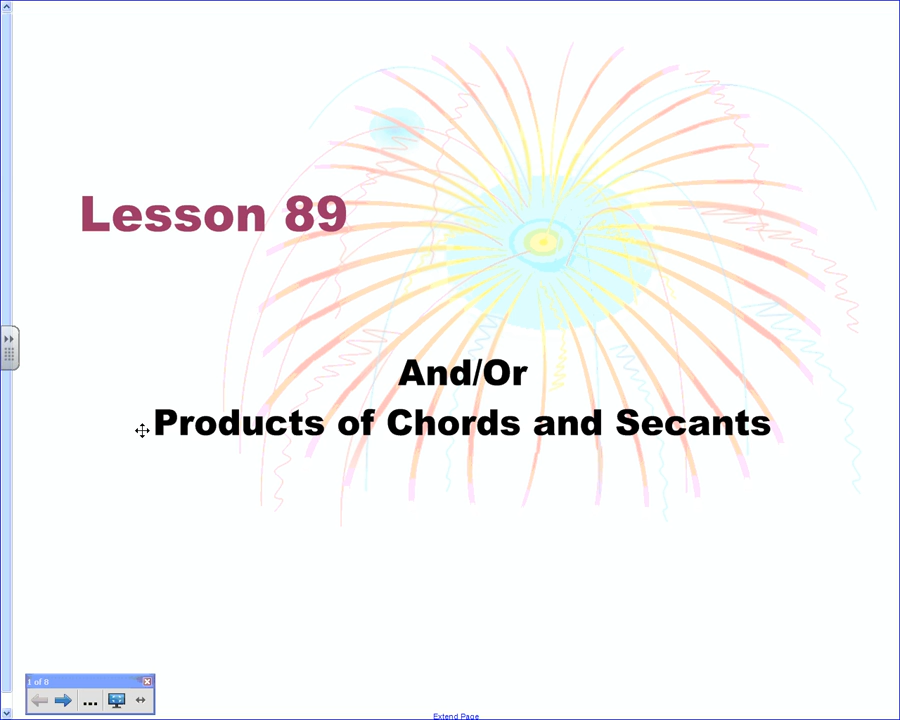 Lesson 89
And/Or
Products of Chords and Secants
1 of 8
...
Extend Page